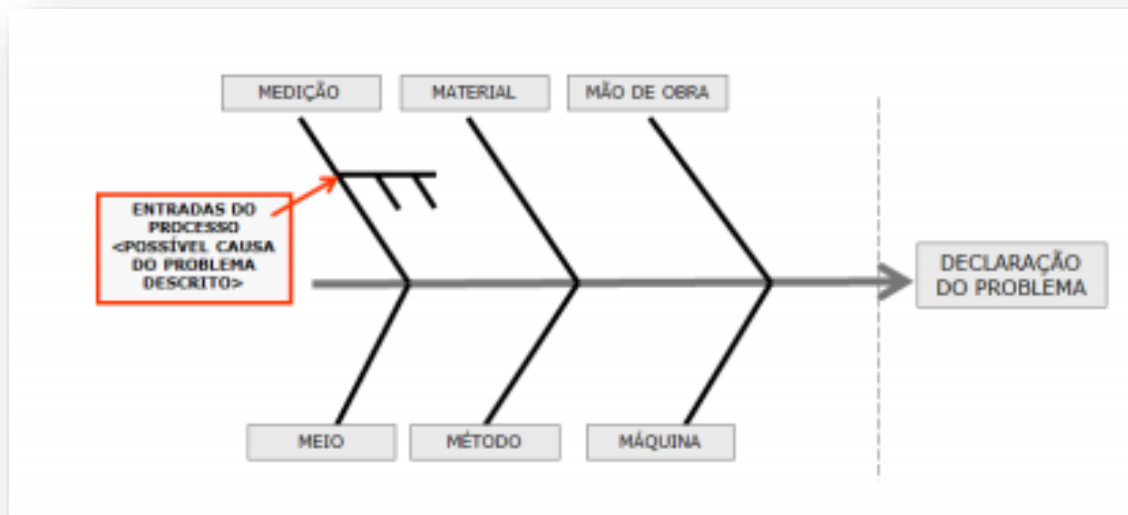 MEDIÇÃO
MATERIAL
MÃO DE OBRA
ENTRADAS DO
PROCESSO
<POSSÍVEL CAUSA
DO PROBLEMA
DESCRITO>
DECLARAÇÃO
DO PROBLEMA
MEIO
MÉTODO
MÁQUINA